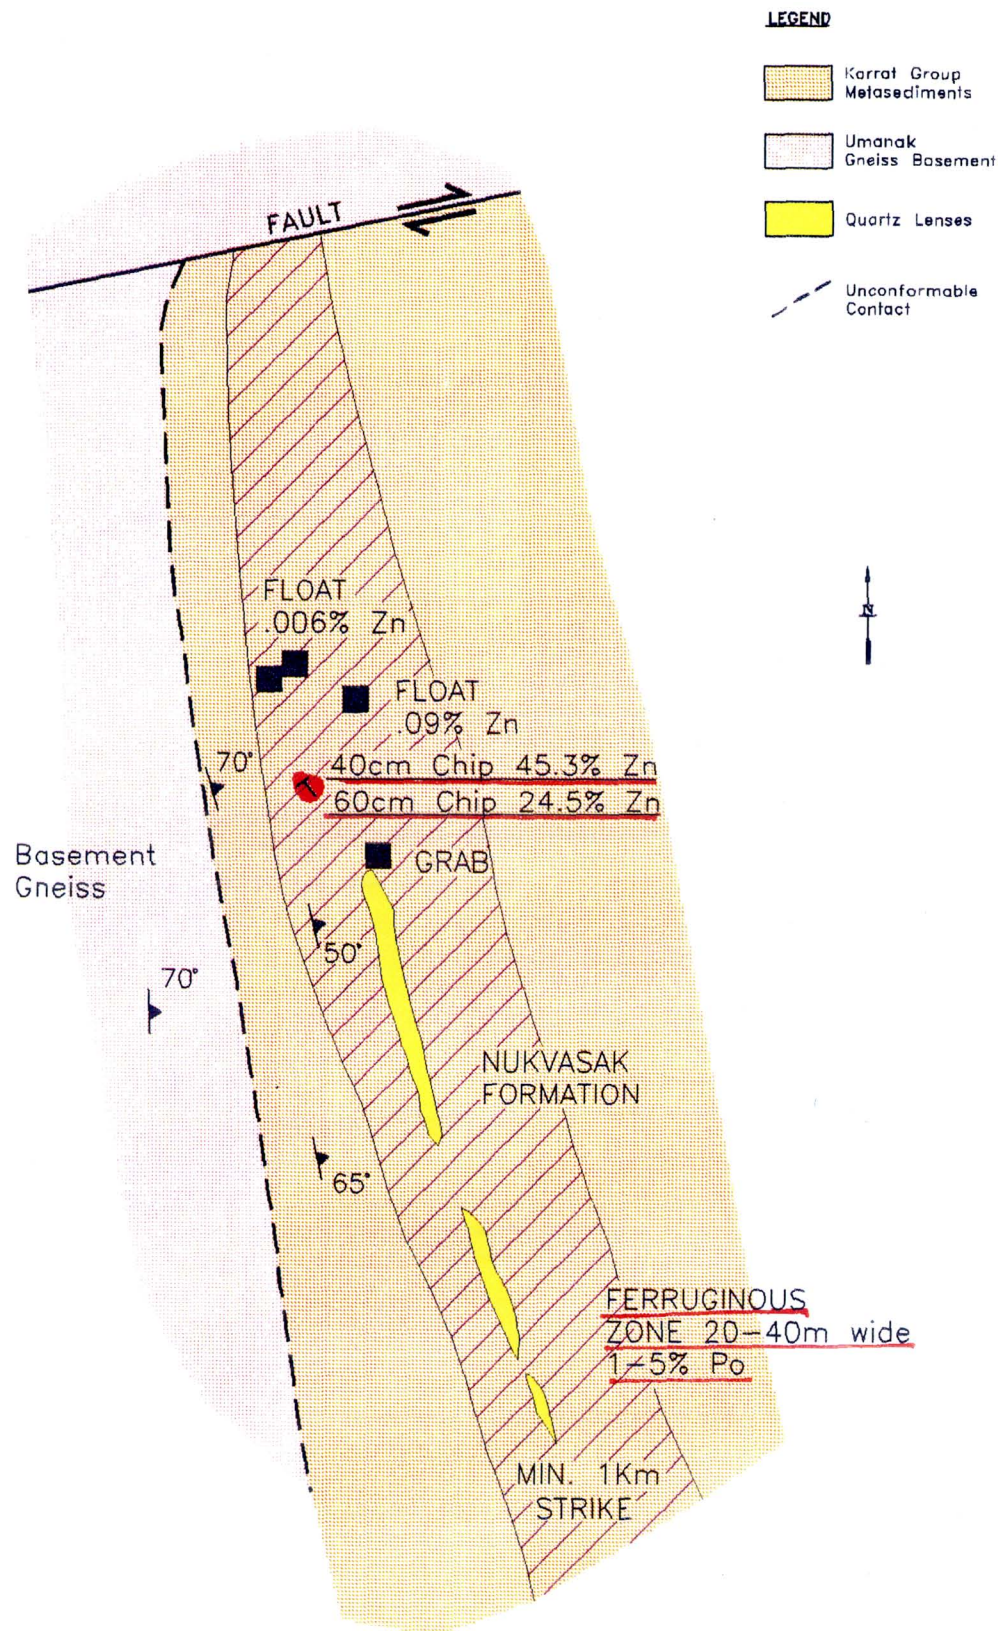 LEGEND
Karrat Group
Metasediments
Umanak
Gneiss Basement
Quartz Lenses
Unconformable
Contact
FAULT
N
FLOAT
.006% Zn
FLOAT
.09% Zn
70°
40cm Chip 45.3% Zn
60cm Chip 24.5% Zn
Basement
Gneiss
GRAB
50°
70°
NUKVASAK
FORMATION
65°
FERRUGINOUS
ZONE 20-40m wide
1-5% Po
MIN. 1Km
STRIKE